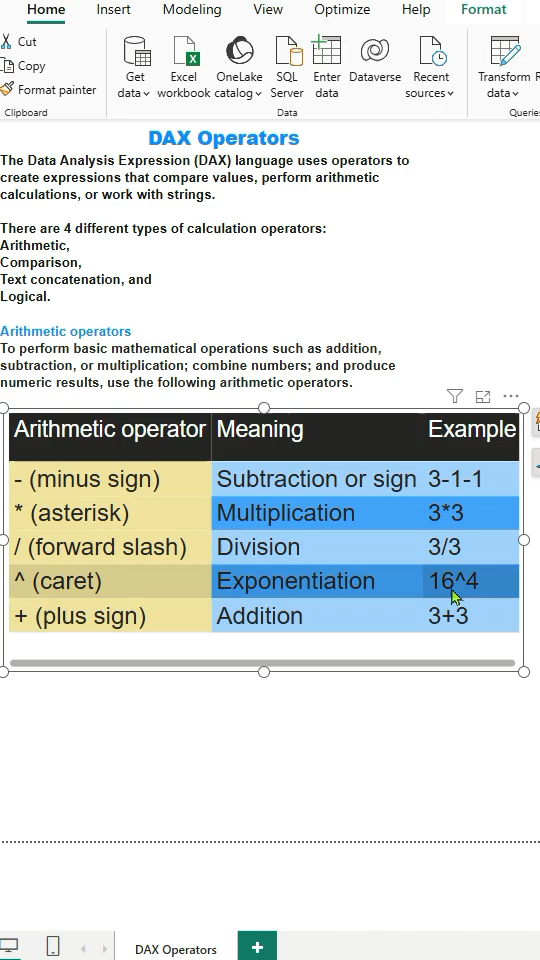 Home Insert Modeling View Optimize Help Format
Cut
Copy
Format painter
Get data
Excel workbook
OneLake catalog
SQL Server
Enter data
Dataverse
Recent sources
Transform data
Clipboard Data Queries
DAX Operators
The Data Analysis Expression (DAX) language uses operators to
create expressions that compare values, perform arithmetic
calculations, or work with strings.
There are 4 different types of calculation operators:
Arithmetic,
Comparison,
Text concatenation, and
Logical.
Arithmetic operators
To perform basic mathematical operations such as addition,
subtraction, or multiplication; combine numbers; and produce
numeric results, use the following arithmetic operators.
Arithmetic operator Meaning Example
- (minus sign) Subtraction or sign 3-1-1
* (asterisk) Multiplication 3*3
/ (forward slash) Division 3/3
^ (caret) Exponentiation 16^4
+ (plus sign) Addition 3+3
DAX Operators +